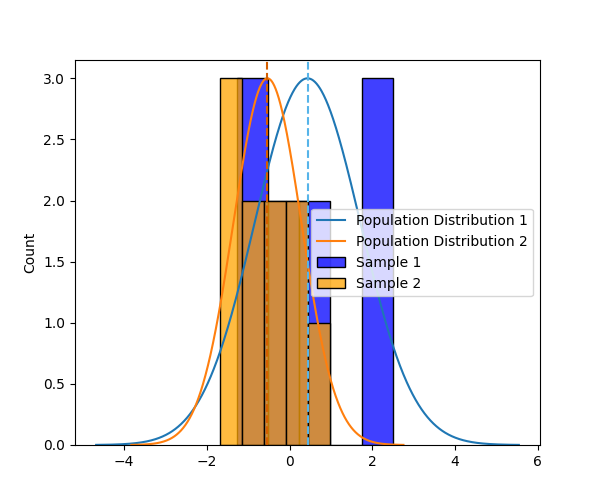 3.0
2.5
2.0
1.5
1.0
0.5
0.0
Count
Population Distribution 1
Population Distribution 2
Sample 1
Sample 2
−4 −2 0 2 4 6